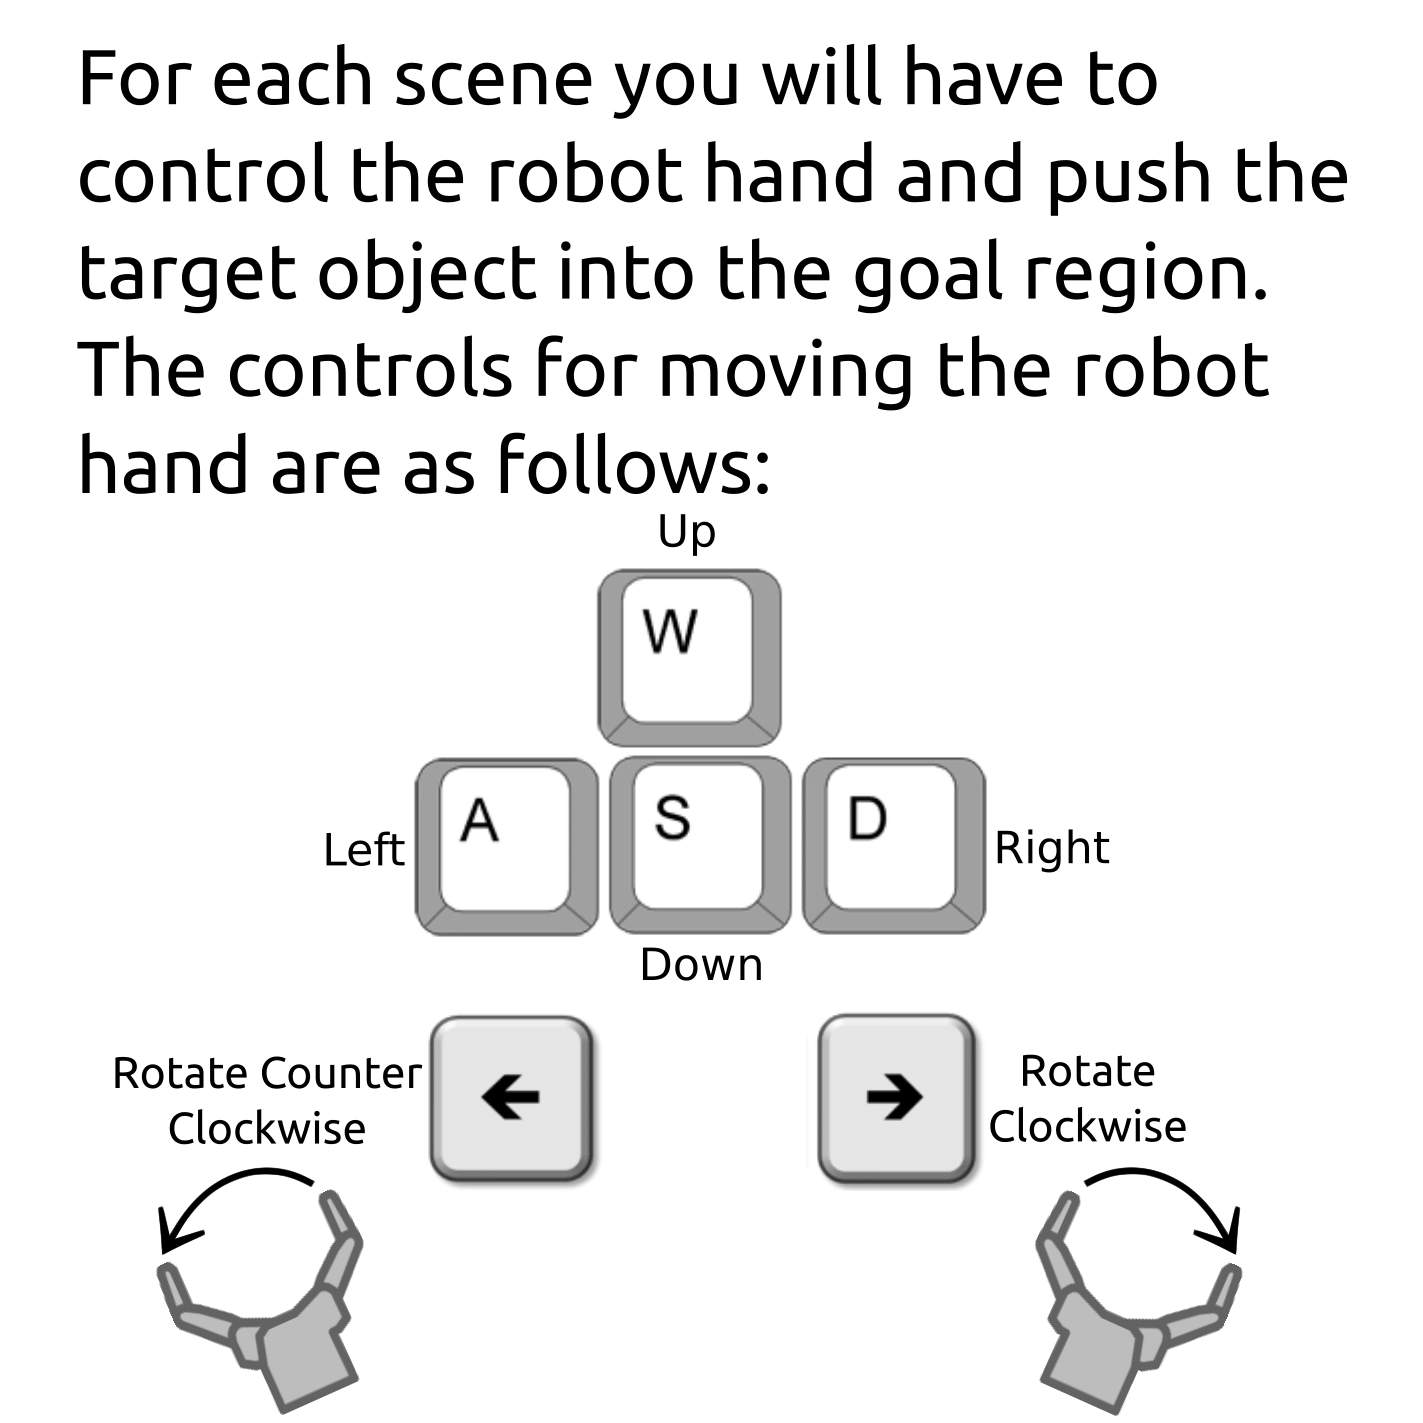 For each scene you will have to
control the robot hand and push the
target object into the goal region.
The controls for moving the robot
hand are as follows:
Up
W
Left
A
S
D
Right
Down
Rotate Counter
Clockwise
Rotate
Clockwise